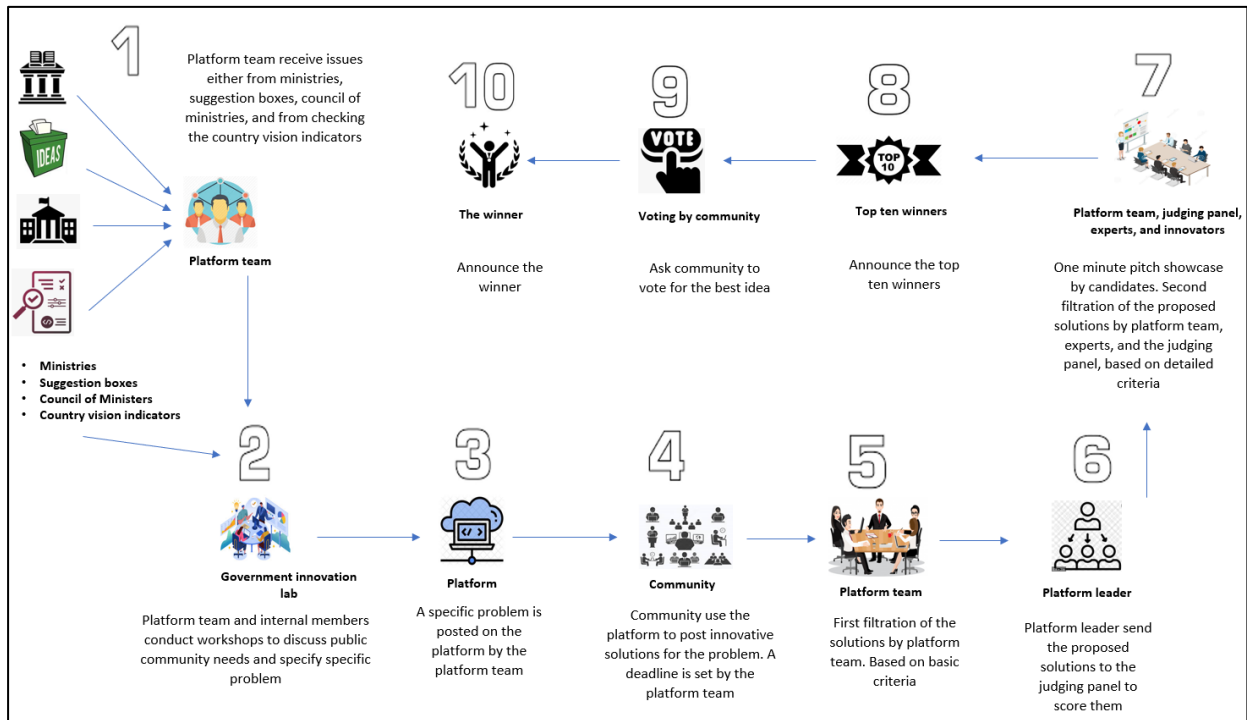 1
Platform team receive issues
either from ministries,
suggestion boxes, council of
ministries, and from checking
the country vision indicators
IDEAS
Platform team
• Ministries
• Suggestion boxes
• Council of Ministers
• Country vision indicators
2
Government innovation
lab
Platform team and internal members
conduct workshops to discuss public
community needs and specify specific
problem
3
</>
Platform
A specific problem is
posted on the
platform by the
platform team
4
Community
Community use the
platform to post innovative
solutions for the problem. A
deadline is set by the
platform team
5
Platform team
First filtration of the
solutions by platform
team. Based on basic
criteria
6
Platform leader
Platform leader send
the proposed
solutions to the
judging panel to
score them
7
Platform team, judging panel,
experts, and innovators
One minute pitch showcase
by candidates. Second
filtration of the proposed
solutions by platform team,
experts, and the judging
panel, based on detailed
criteria
8
TOP
10
Top ten winners
Announce the top
ten winners
9
VOTE
Voting by community
Ask community to
vote for the best idea
10
The winner
Announce the
winner